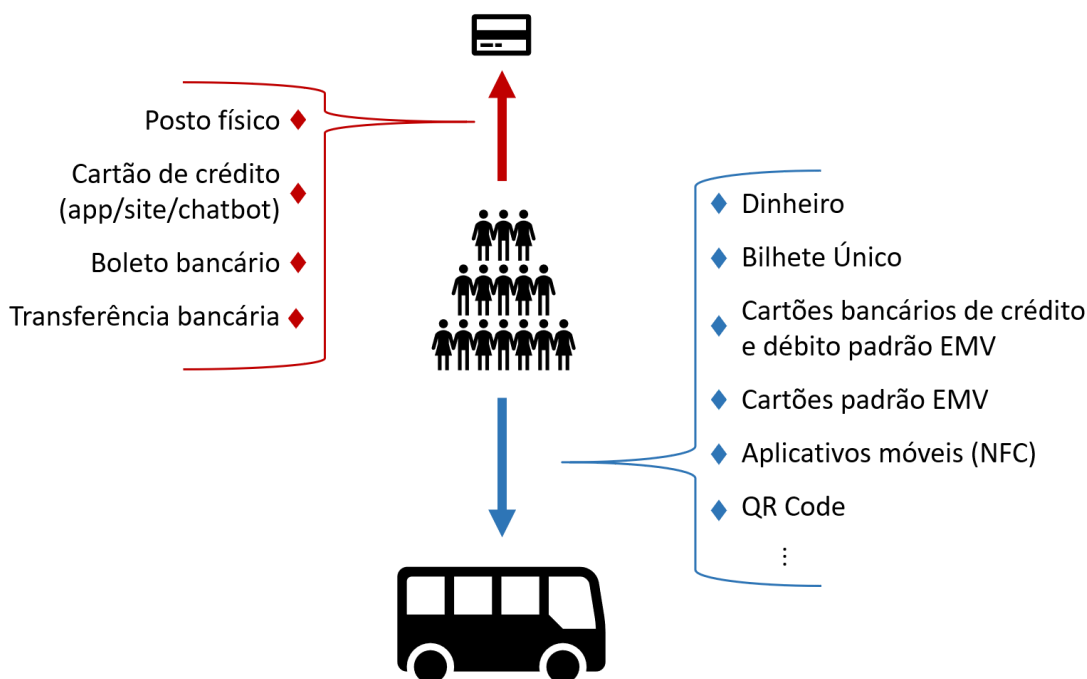 Posto físico
Cartão de crédito
(app/site/chatbot)
Boleto bancário
Transferência bancária
Dinheiro
Bilhete Único
Cartões bancários de crédito
e débito padrão EMV
Cartões padrão EMV
Aplicativos móveis (NFC)
QR Code
⋮